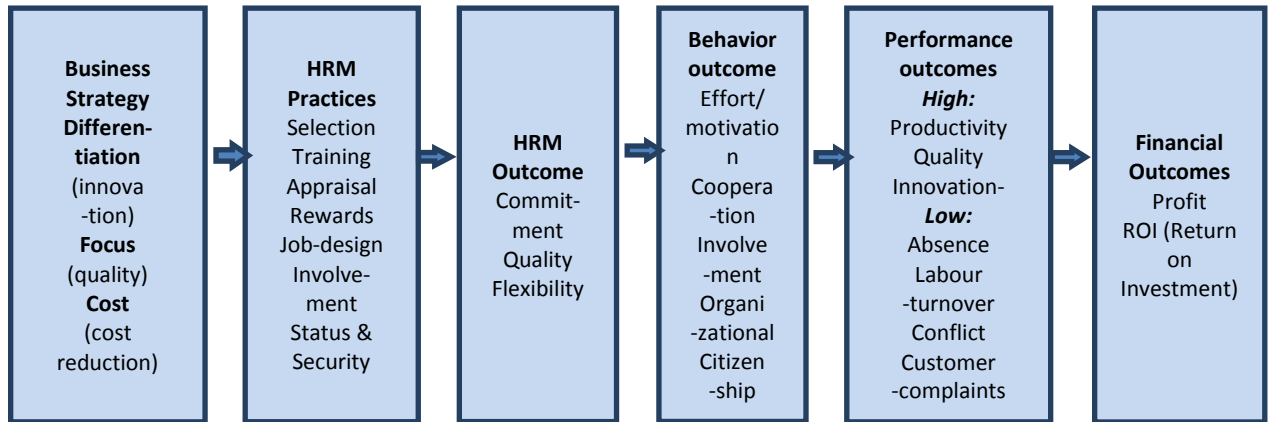 Business
Strategy
Differen-
tiation
(innova
-tion)
Focus
(quality)
Cost
(cost
reduction)
HRM
Practices
Selection
Training
Appraisal
Rewards
Job-design
Involve-
ment
Status &
Security
HRM
Outcome
Commit-
ment
Quality
Flexibility
Behavior
outcome
Effort/
motivatio
n
Coopera
-tion
Involve
-ment
Organi
-zational
Citizen
-ship
Performance
outcomes
High:
Productivity
Quality
Innovation-
Low:
Absence
Labour
-turnover
Conflict
Customer
-complaints
Financial
Outcomes
Profit
ROI (Return
on
Investment)